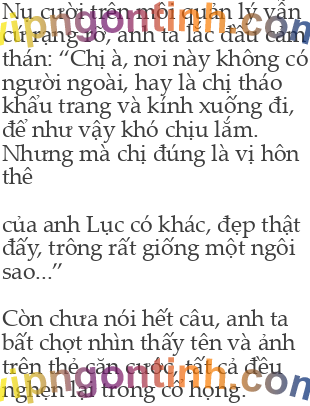 Nụ cười trên môi quản lý vẫn
cứ rạng rỡ, anh ta lắc đầu cảm
thán: “Chị à, nơi này không có
người ngoài, hay là chị tháo
khẩu trang và kính xuống đi,
để như vậy khó chịu lắm.
Nhưng mà chị đúng là vị hôn
thê
của anh Lục có khác, đẹp thật
đấy, trông rất giống một ngôi
sao...”
Còn chưa nói hết câu, anh ta
bất chợt nhìn thấy tên và ảnh
trên thẻ căn cước, tất cả đều
nghẹn lại trong cổ họng.